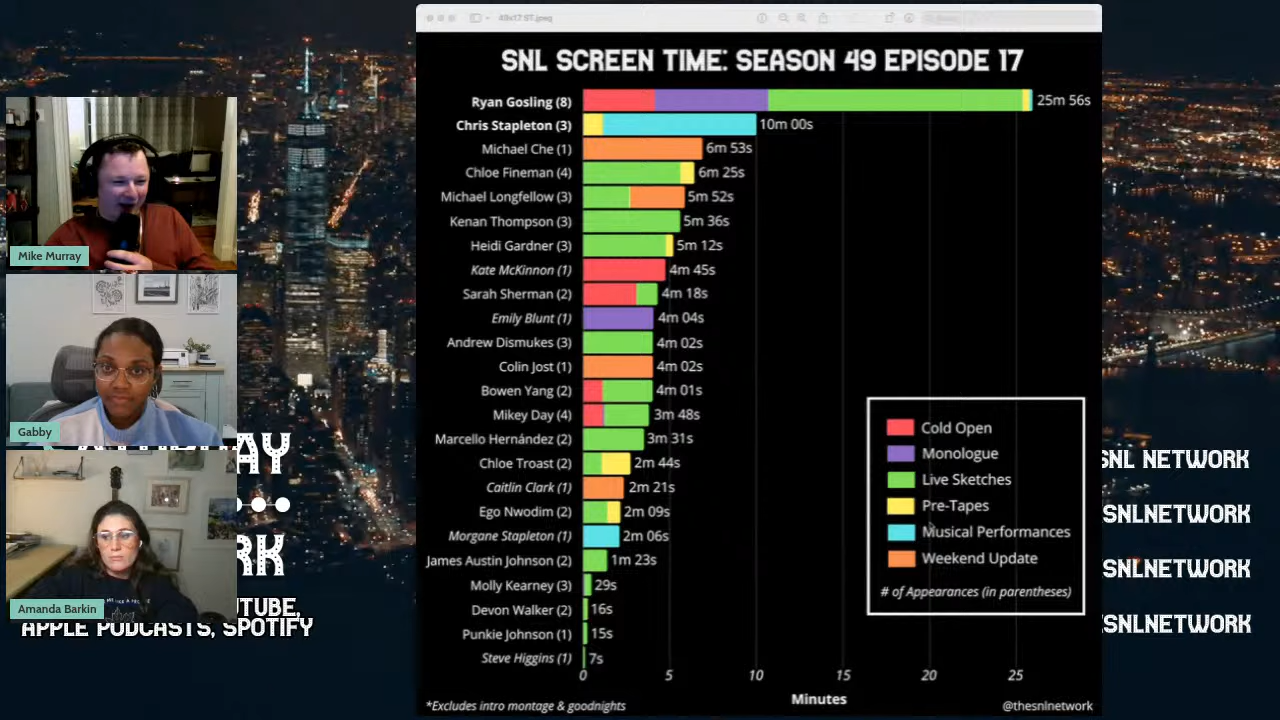 49x17 ST.jpeg
SNL SCREEN TIME: SEASON 49 EPISODE 17
Ryan Gosling (8) 25m 56s
Chris Stapleton (3) 10m 00s
Michael Che (1) 6m 53s
Chloe Fineman (4) 6m 25s
Michael Longfellow (3) 5m 52s
Kenan Thompson (3) 5m 36s
Heidi Gardner (3) 5m 12s
Kate McKinnon (1) 4m 45s
Sarah Sherman (2) 4m 18s
Emily Blunt (1) 4m 04s
Andrew Dismukes (3) 4m 02s
Colin Jost (1) 4m 02s
Bowen Yang (2) 4m 01s
Mikey Day (4) 3m 48s
Marcello Hernández (2) 3m 31s
Chloe Troast (2) 2m 44s
Caitlin Clark (1) 2m 21s
Ego Nwodim (2) 2m 09s
Morgane Stapleton (1) 2m 06s
James Austin Johnson (2) 1m 23s
Molly Kearney (3) 29s
Devon Walker (2) 16s
Punkie Johnson (1) 15s
Steve Higgins (1) 7s
0 5 10 15 20 25
Minutes
*Excludes intro montage & goodnights
@thesnlnetwork
Cold Open
Monologue
Live Sketches
Pre-Tapes
Musical Performances
Weekend Update
# of Appearances (in parentheses)
Mike Murray
Gabby
Amanda Barkin
APPLE PODCASTS, SPOTIFY
SNL NETWORK
SNLNETWORK
SNLNETWORK
SNLNETWORK